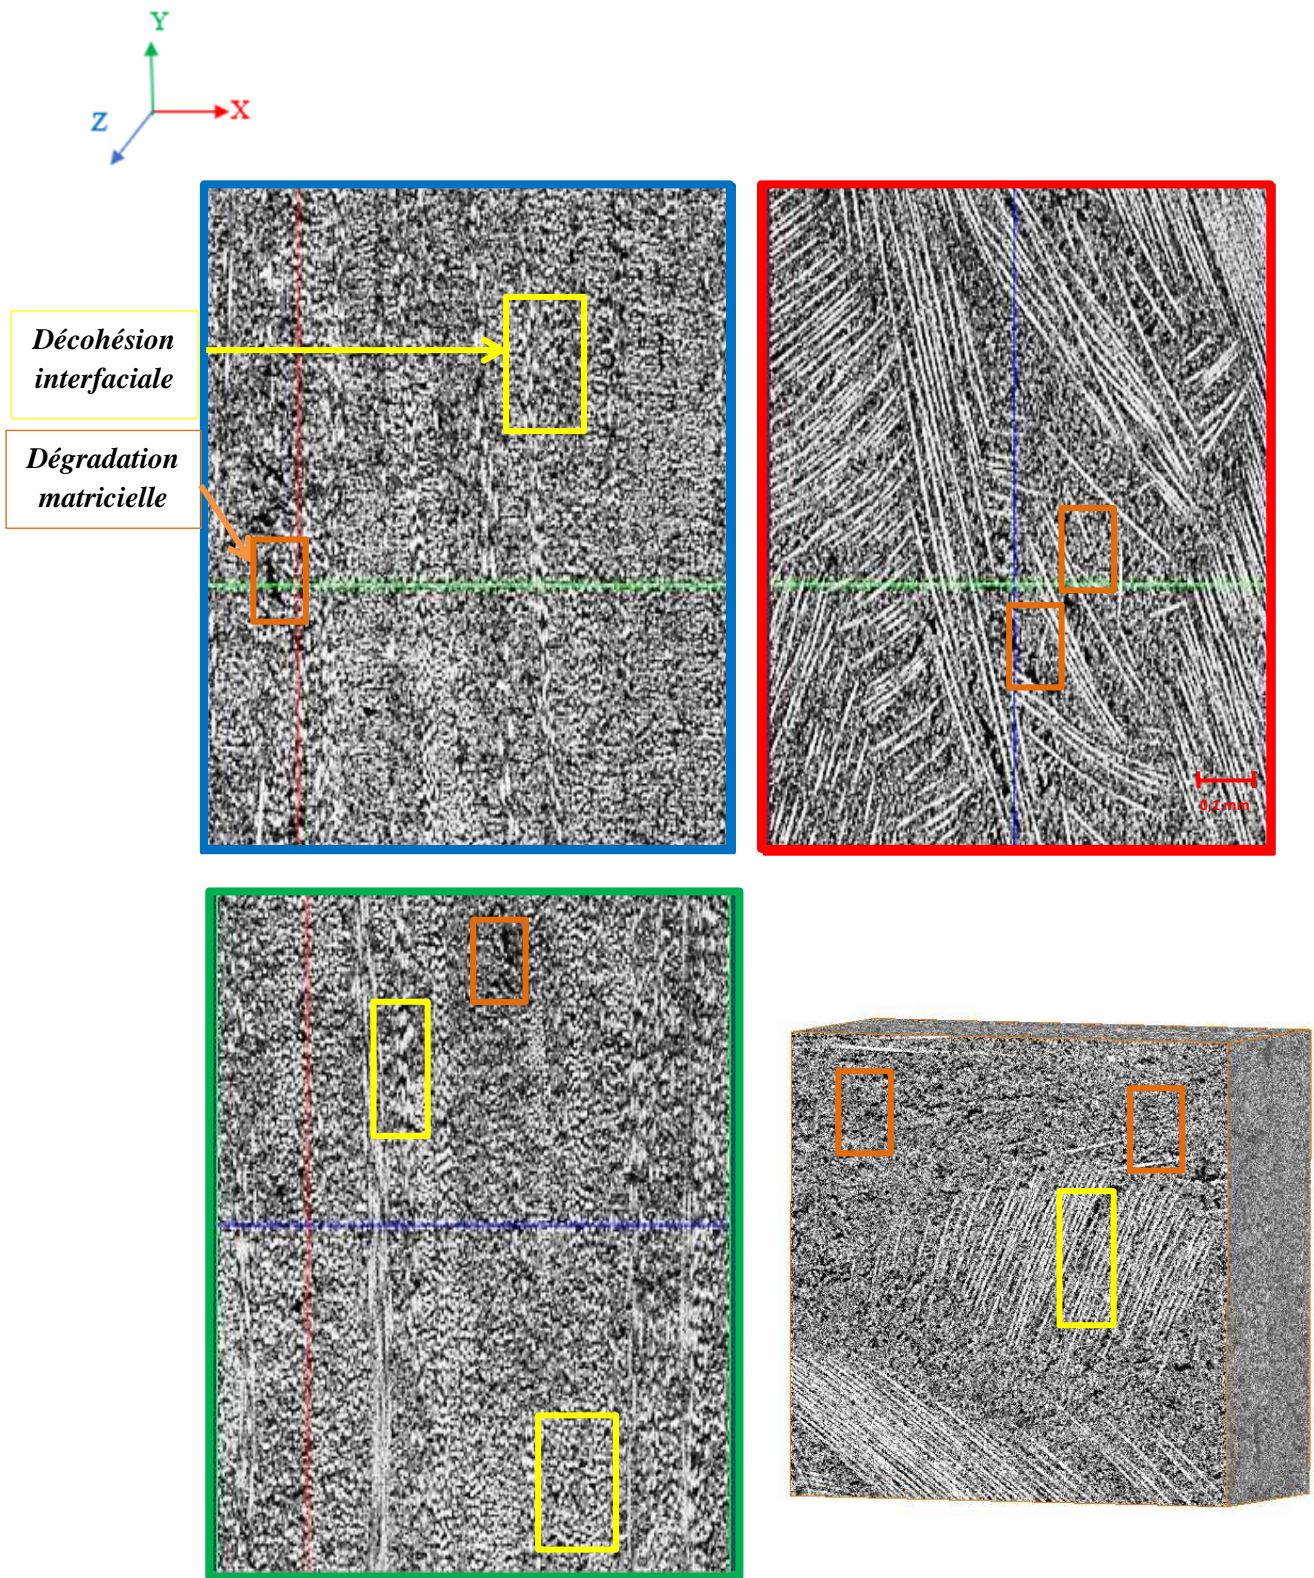 Y
X
Z
Décohésion
interfaciale
Dégradation
matricielle
0,1 mm